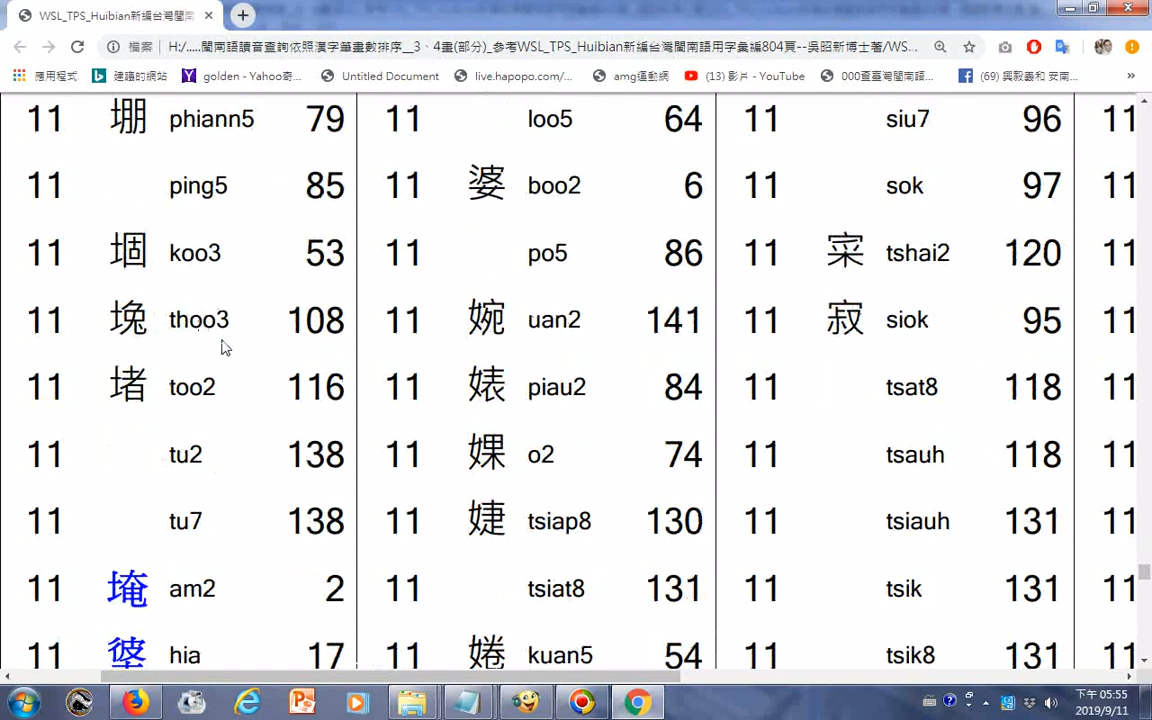 WSL_TPS_Huibian新編台灣閩南
檔案 H:/.....閩南語讀音查詢依照漢字筆畫數排序__3、4畫(部分)_参考WSL_TPS_Huibian新編台灣閩南語用字彙編804頁--吳昭新博士著/WS...
應用程式 建議的網站 golden - Yahoo奇... Untitled Document live.hapopo.com/... amg運動網 (13) 影片 - YouTube 000查臺灣閩南語... (69) 興毅義和 安南... »
11 堋 phiann5 79 11 loo5 64 11 siu7 96 11
11 ping5 85 11 婆 boo2 6 11 sok 97 11
11 堌 koo3 53 11 po5 86 11 寀 tshai2 120 11
11 堍 thoo3 108 11 婉 uan2 141 11 寂 siok 95 11
11 堵 too2 116 11 婊 piau2 84 11 tsat8 118 11
11 tu2 138 11 婐 o2 74 11 tsauh 118 11
11 tu7 138 11 婕 tsiap8 130 11 tsiauh 131 11
11 埯 am2 2 11 tsiat8 131 11 tsik 131 11
11 hia 17 11 婘 kuan5 54 11 tsik8 131 11
下午 05:55
2019/9/11